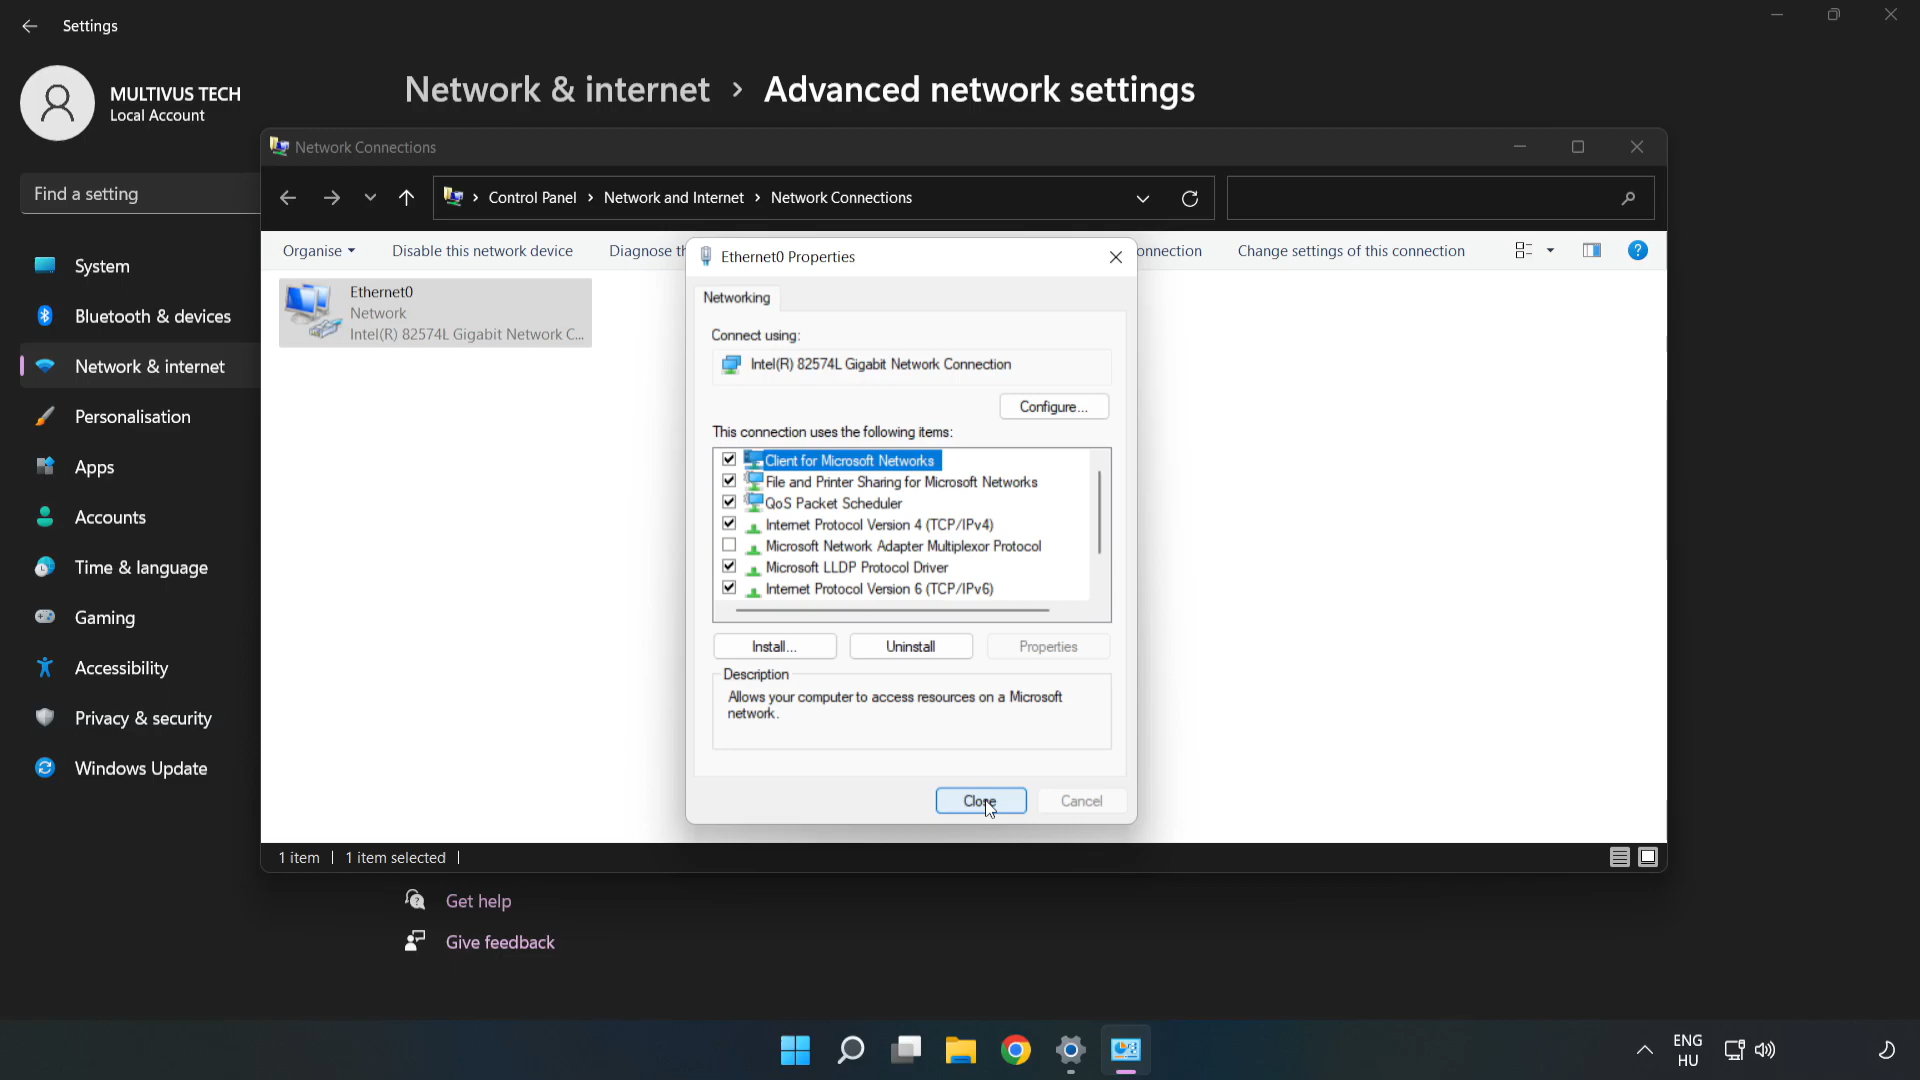 Settings
MULTIVUS TECH
Local Account
Network & internet › Advanced network settings
Find a setting
System
Bluetooth & devices
Network & internet
Personalisation
Apps
Accounts
Time & language
Gaming
Accessibility
Privacy & security
Windows Update
Network Connections
Control Panel › Network and Internet › Network Connections
Organise
Disable this network device
Diagnose th
onnection
Change settings of this connection
Ethernet0
Network
Intel(R) 82574L Gigabit Network C...
Ethernet0 Properties
Networking
Connect using:
Intel(R) 82574L Gigabit Network Connection
Configure...
This connection uses the following items:
Client for Microsoft Networks
File and Printer Sharing for Microsoft Networks
QoS Packet Scheduler
Internet Protocol Version 4 (TCP/IPv4)
Microsoft Network Adapter Multiplexor Protocol
Microsoft LLDP Protocol Driver
Internet Protocol Version 6 (TCP/IPv6)
Install...
Uninstall
Properties
Description
Allows your computer to access resources on a Microsoft
network.
Close
Cancel
1 item
1 item selected
Get help
Give feedback
ENG
HU